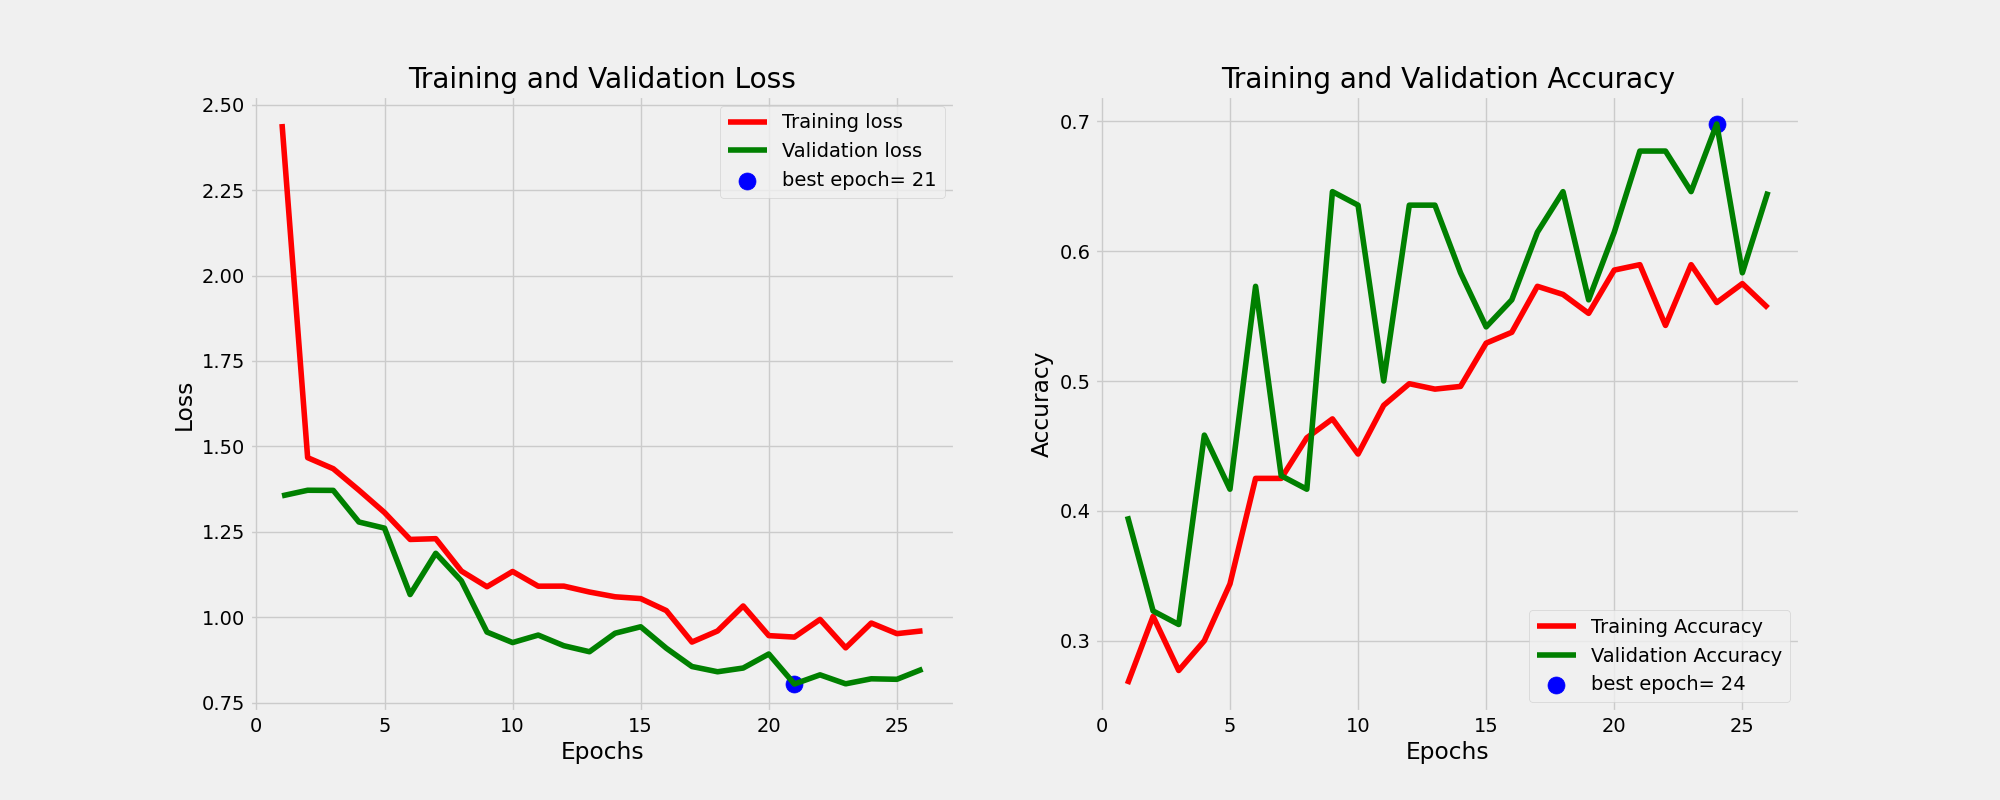 Training and Validation Loss
2.50
2.25
2.00
1.75
1.50
1.25
1.00
0.75
Loss
0 5 10 15 20 25
Epochs
Training loss
Validation loss
best epoch= 21
Training and Validation Accuracy
0.7
0.6
0.5
0.4
0.3
Accuracy
0 5 10 15 20 25
Epochs
Training Accuracy
Validation Accuracy
best epoch= 24